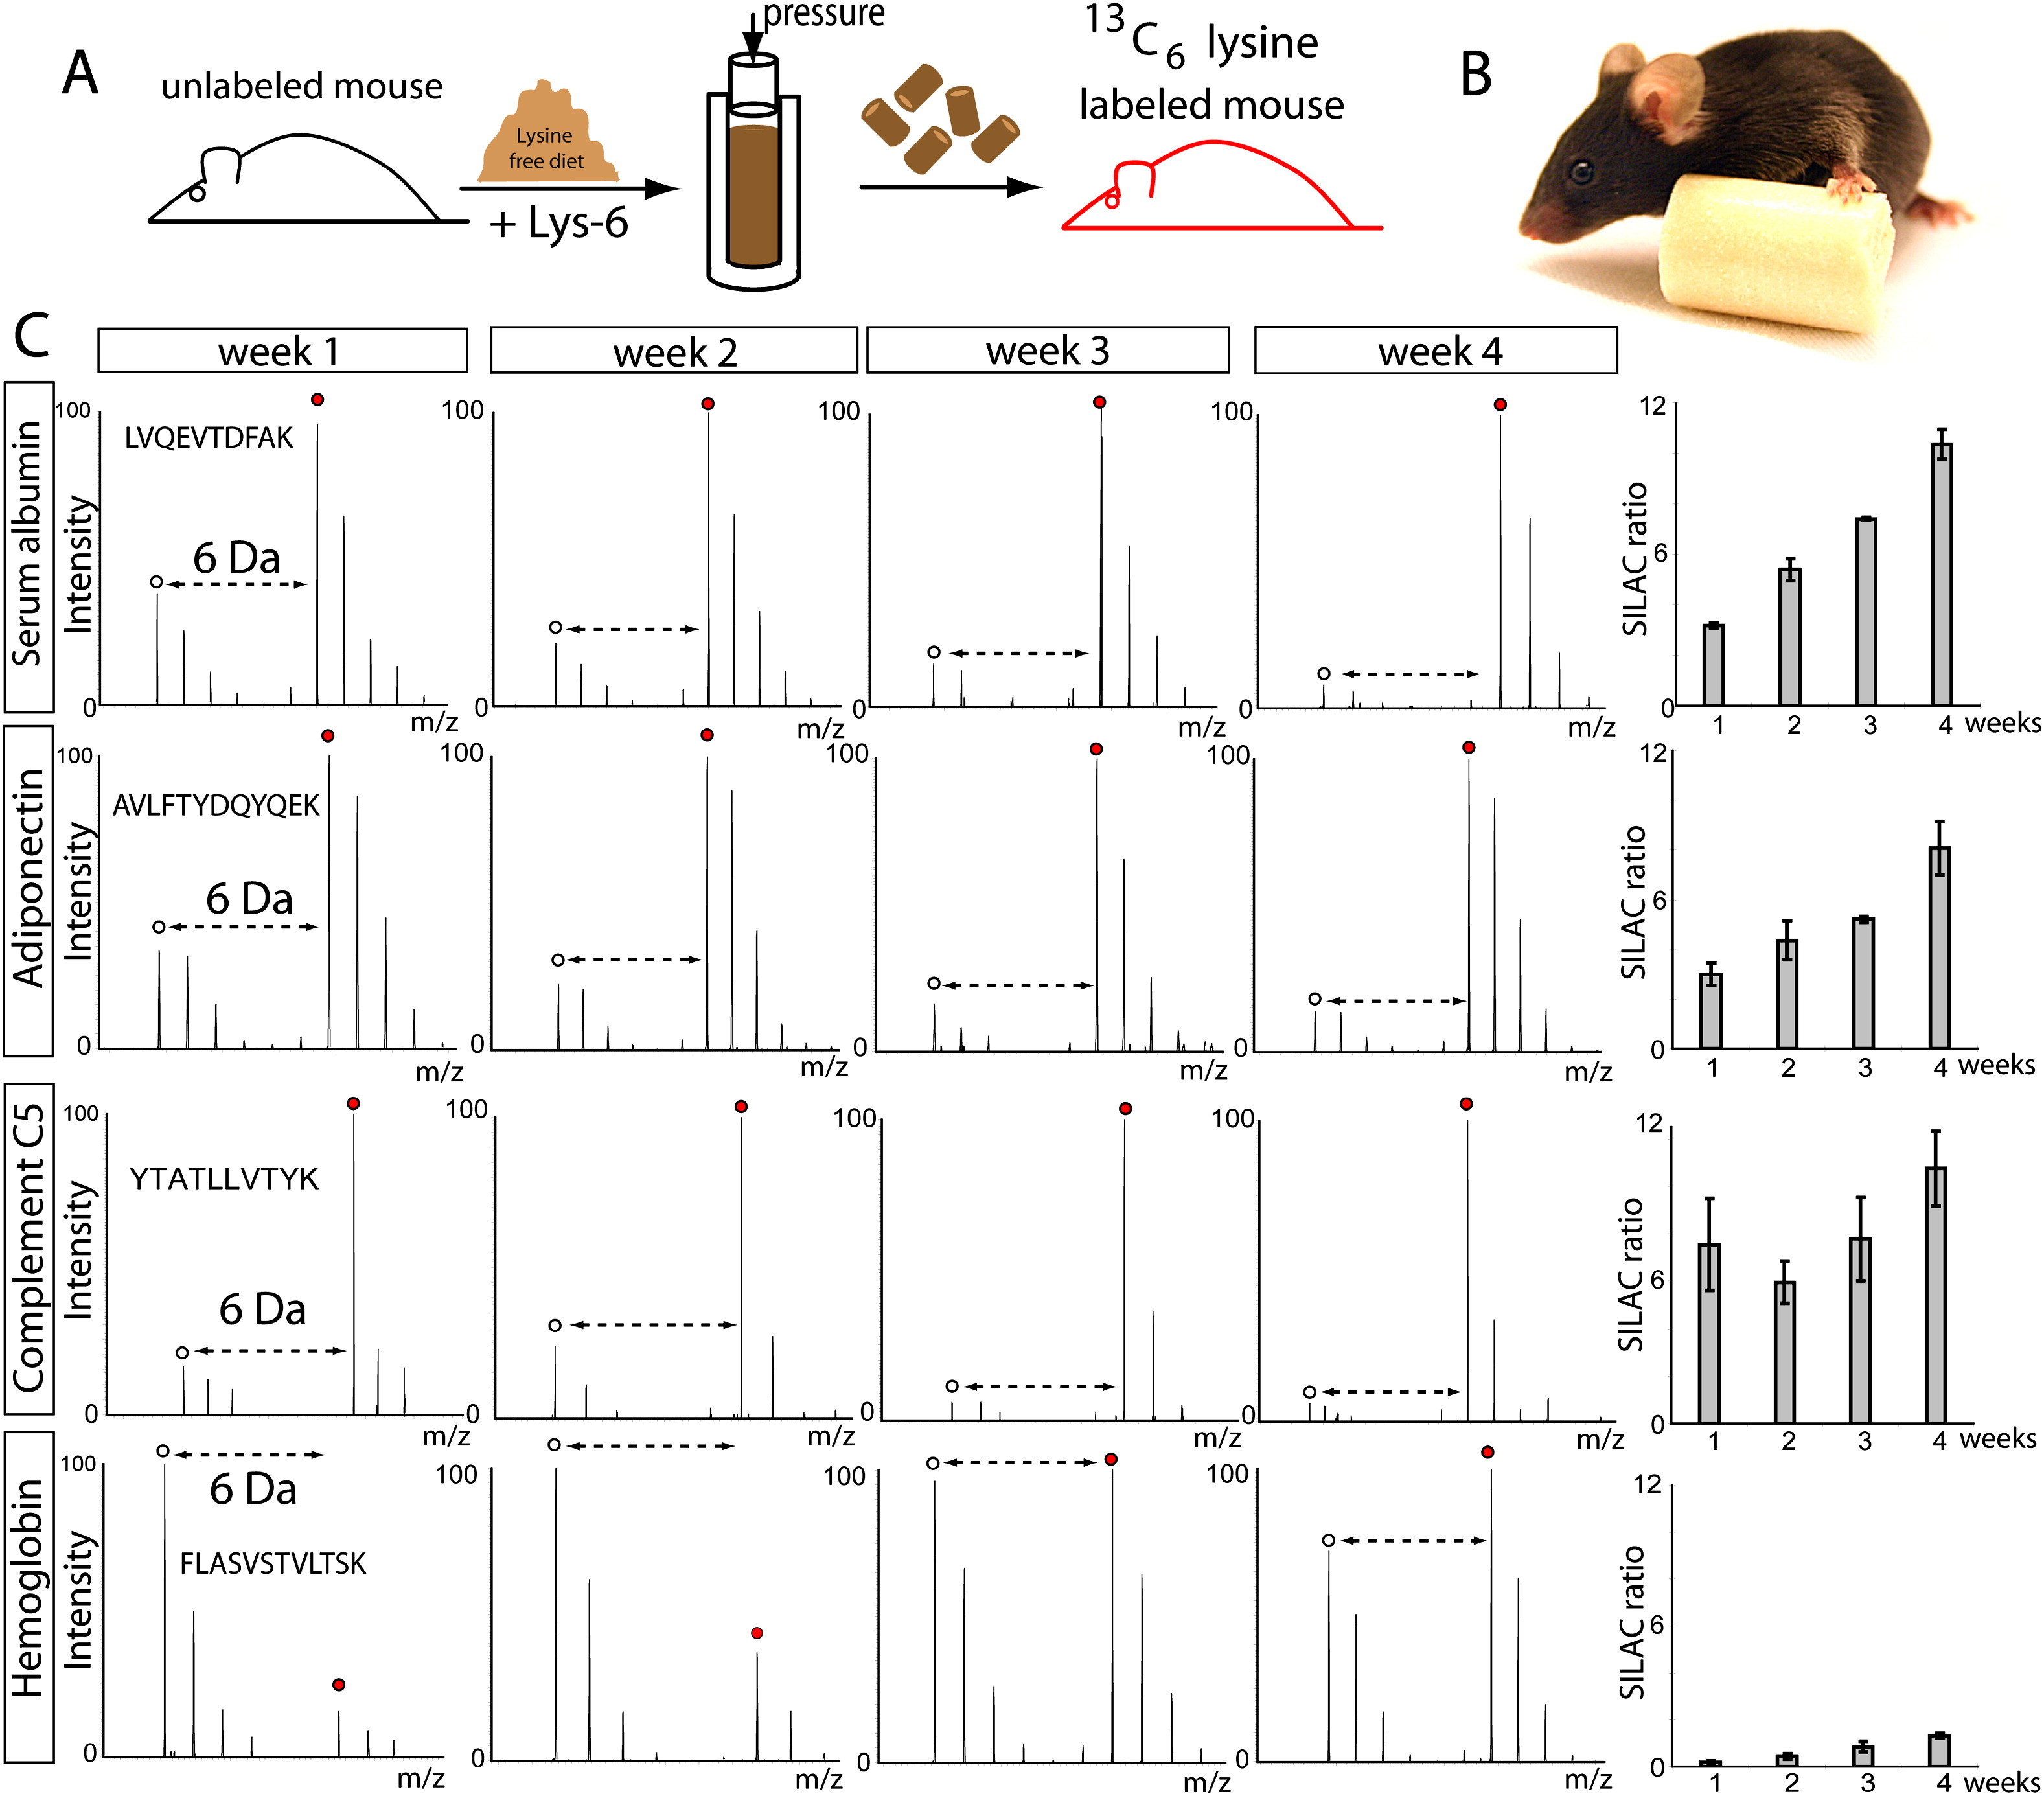 A
unlabeled mouse
Lysine
free diet
+ Lys-6
pressure
13
C6 lysine
labeled mouse
B
C
week 1
week 2
week 3
week 4
Serum albumin
Intensity
100
LVQEVTDFAK
6 Da
0
m/z
100
0
m/z
100
0
m/z
100
0
m/z
SILAC ratio
12
6
0
1 2 3 4 weeks
Adiponectin
Intensity
100
AVLFTYDQYQEK
6 Da
0
m/z
100
0
m/z
100
0
m/z
100
0
m/z
SILAC ratio
12
6
0
1 2 3 4 weeks
Complement C5
Intensity
100
YTATLLVTYK
6 Da
0
m/z
100
0
m/z
100
0
m/z
100
0
m/z
SILAC ratio
12
6
0
1 2 3 4 weeks
Hemoglobin
Intensity
100
6 Da
FLASVSTVLTSK
0
m/z
100
0
m/z
100
0
m/z
100
0
m/z
SILAC ratio
12
6
0
1 2 3 4 weeks